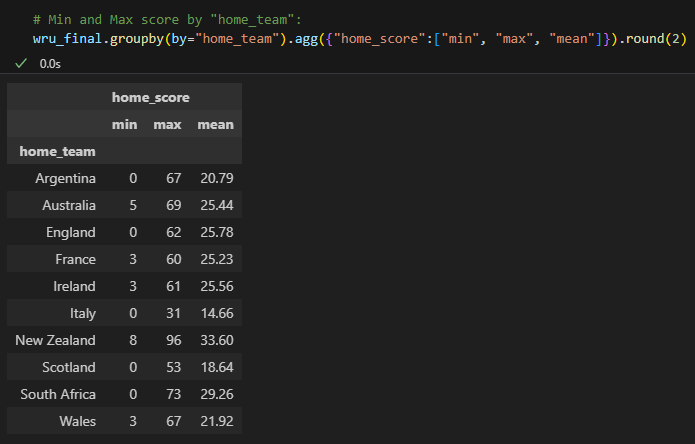 # Min and Max score by "home_team":
wru_final.groupby(by="home_team").agg({"home_score":["min", "max", "mean"]}).round(2)
0.0s
home_score
min max mean
home_team
Argentina 0 67 20.79
Australia 5 69 25.44
England 0 62 25.78
France 3 60 25.23
Ireland 3 61 25.56
Italy 0 31 14.66
New Zealand 8 96 33.60
Scotland 0 53 18.64
South Africa 0 73 29.26
Wales 3 67 21.92